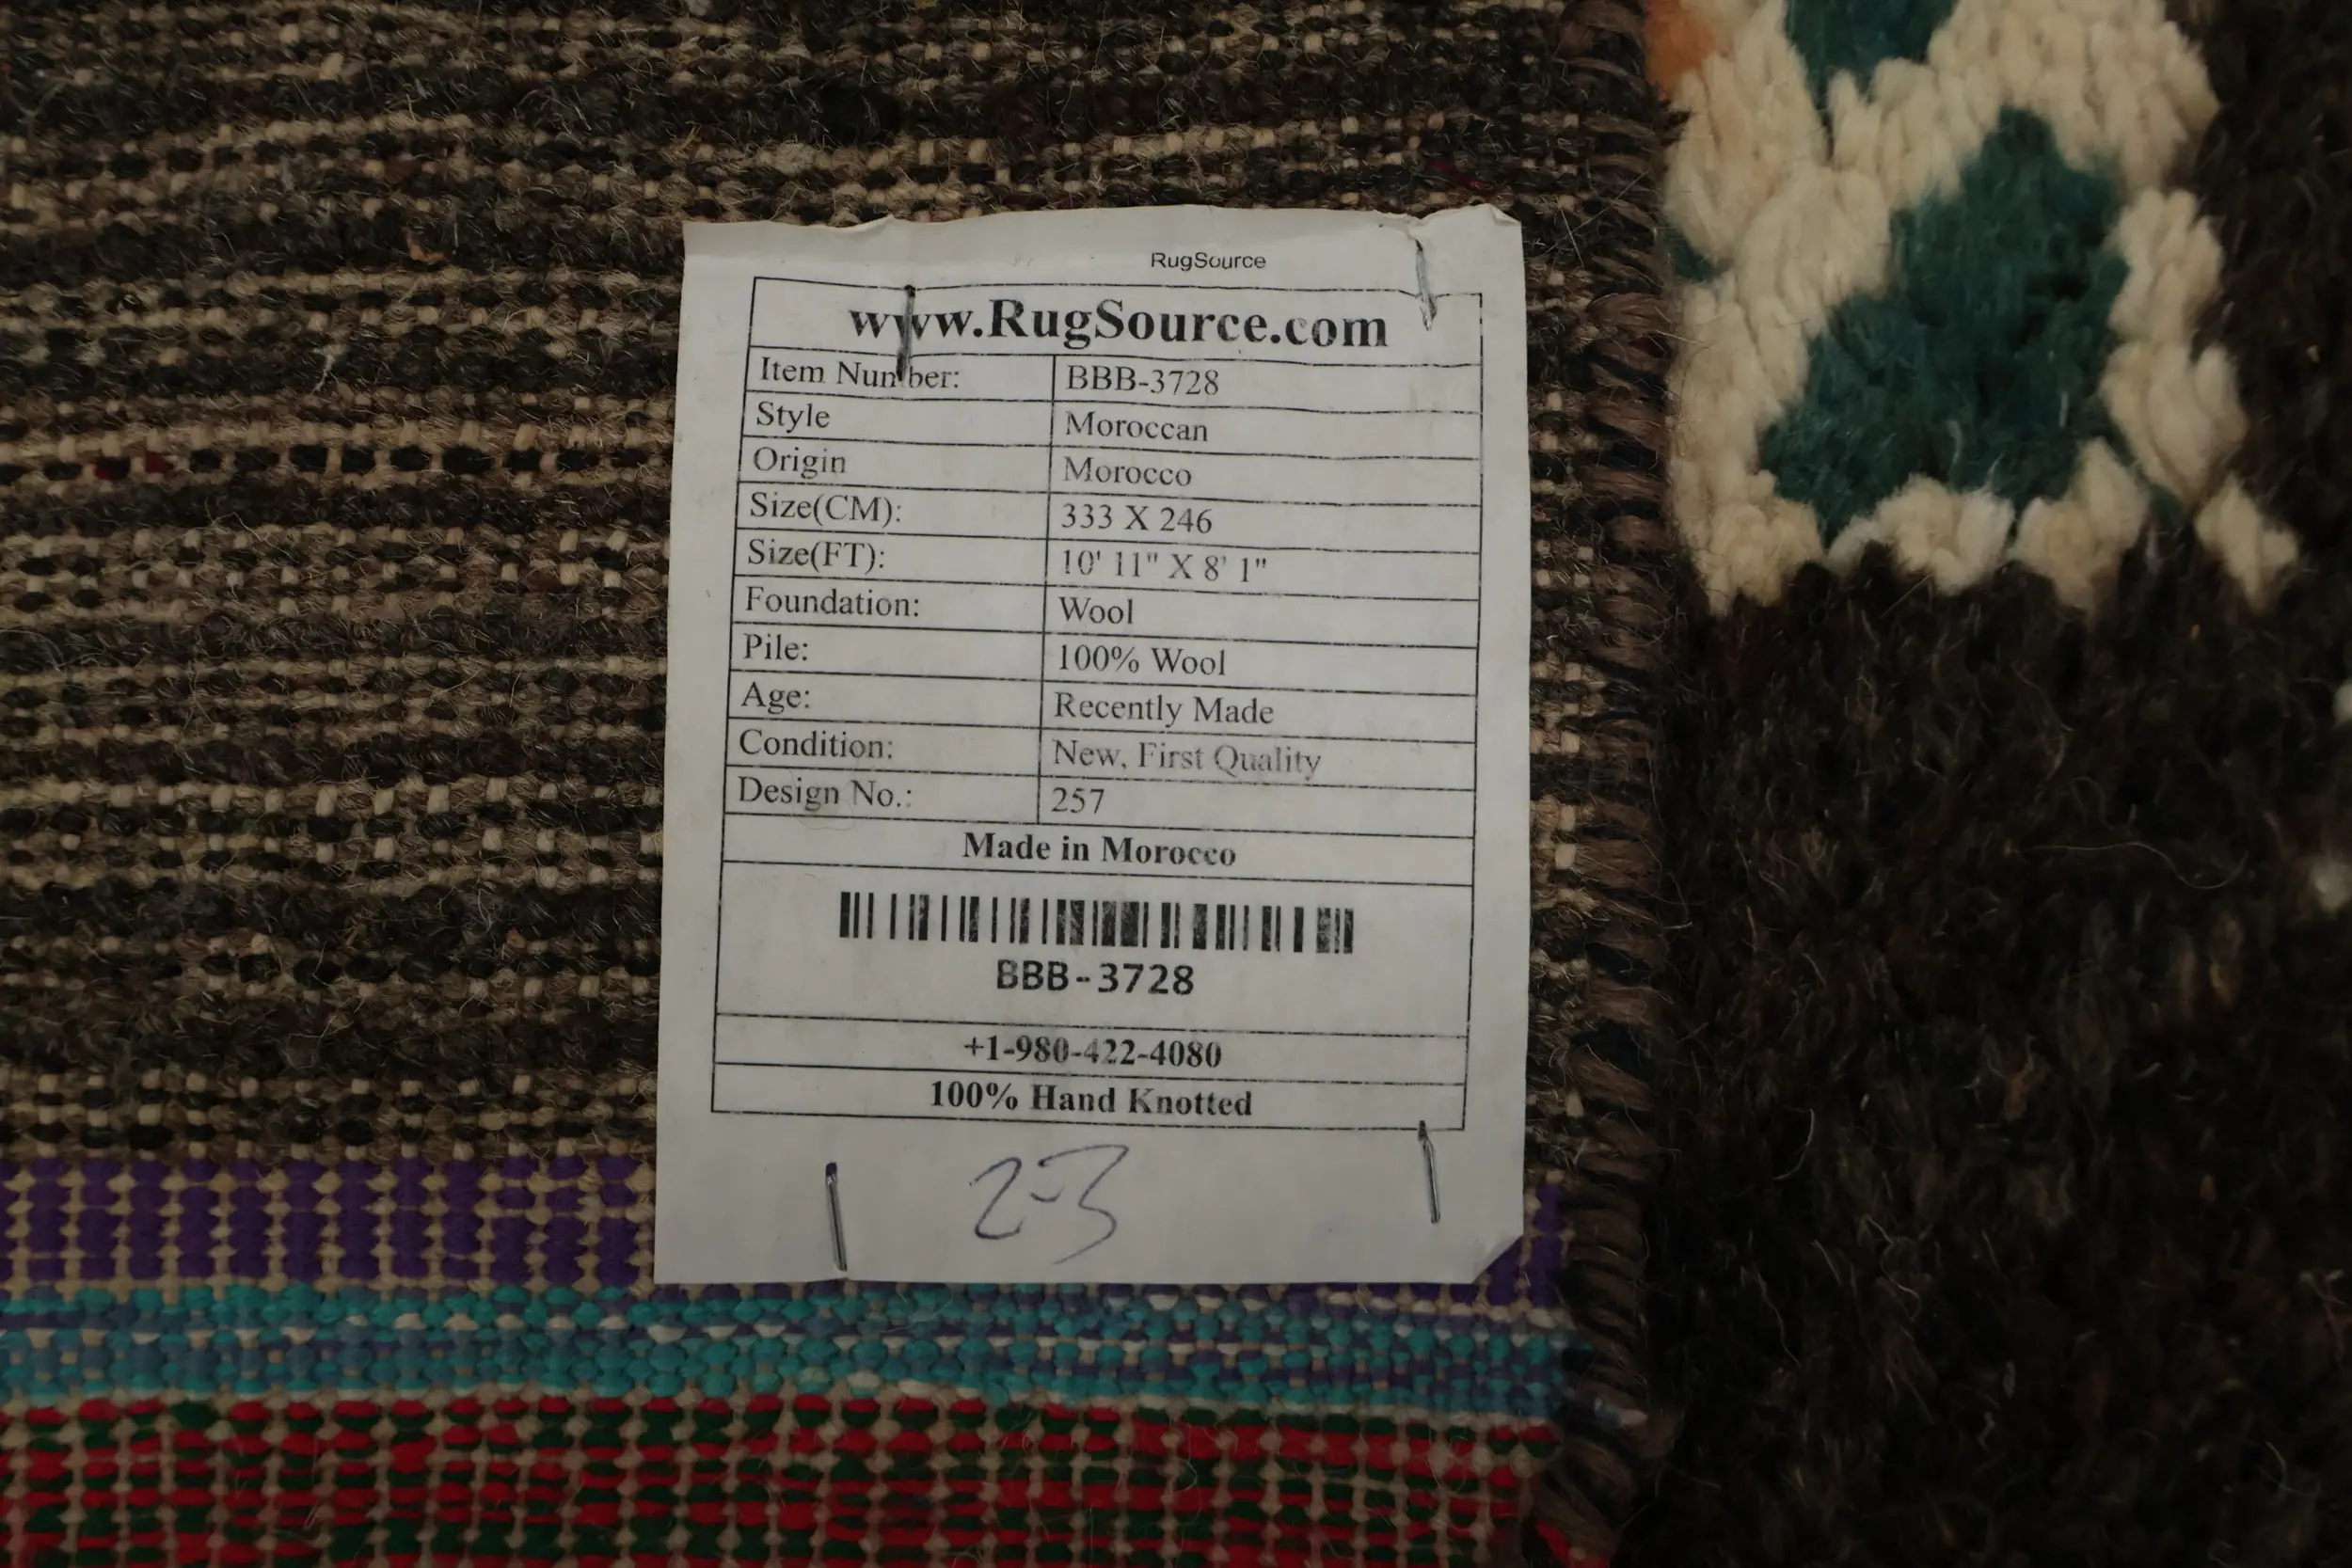 RugSource
www.RugSource.com
Item Number: BBB-3728
Style Moroccan
Origin Morocco
Size(CM): 333 X 246
Size(FT): 10' 11" X 8' 1"
Foundation: Wool
Pile: 100% Wool
Age: Recently Made
Condition: New, First Quality
Design No.: 257
Made in Morocco
BBB-3728
+1-980-422-4080
100% Hand Knotted
2-3